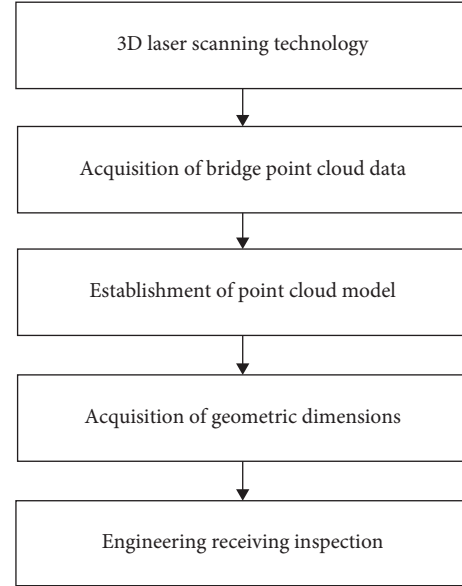 3D laser scanning technology
Acquisition of bridge point cloud data
Establishment of point cloud model
Acquisition of geometric dimensions
Engineering receiving inspection